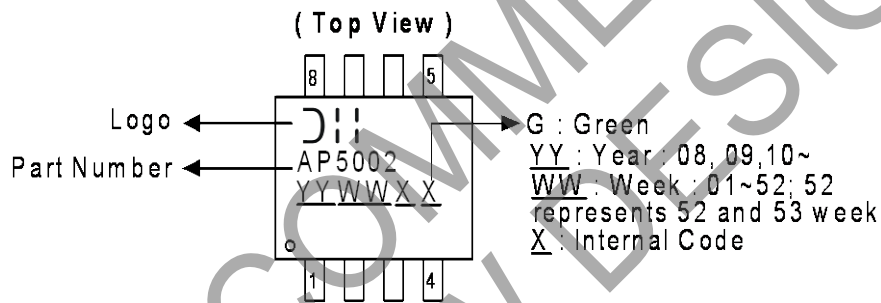 ( Top View )
8 5
Logo
AP5002
Part Number
YYWWX X
1 4
G : Green
YY : Year : 08, 09,10~
WW : Week : 01~52; 52
represents 52 and 53 week
X : Internal Code